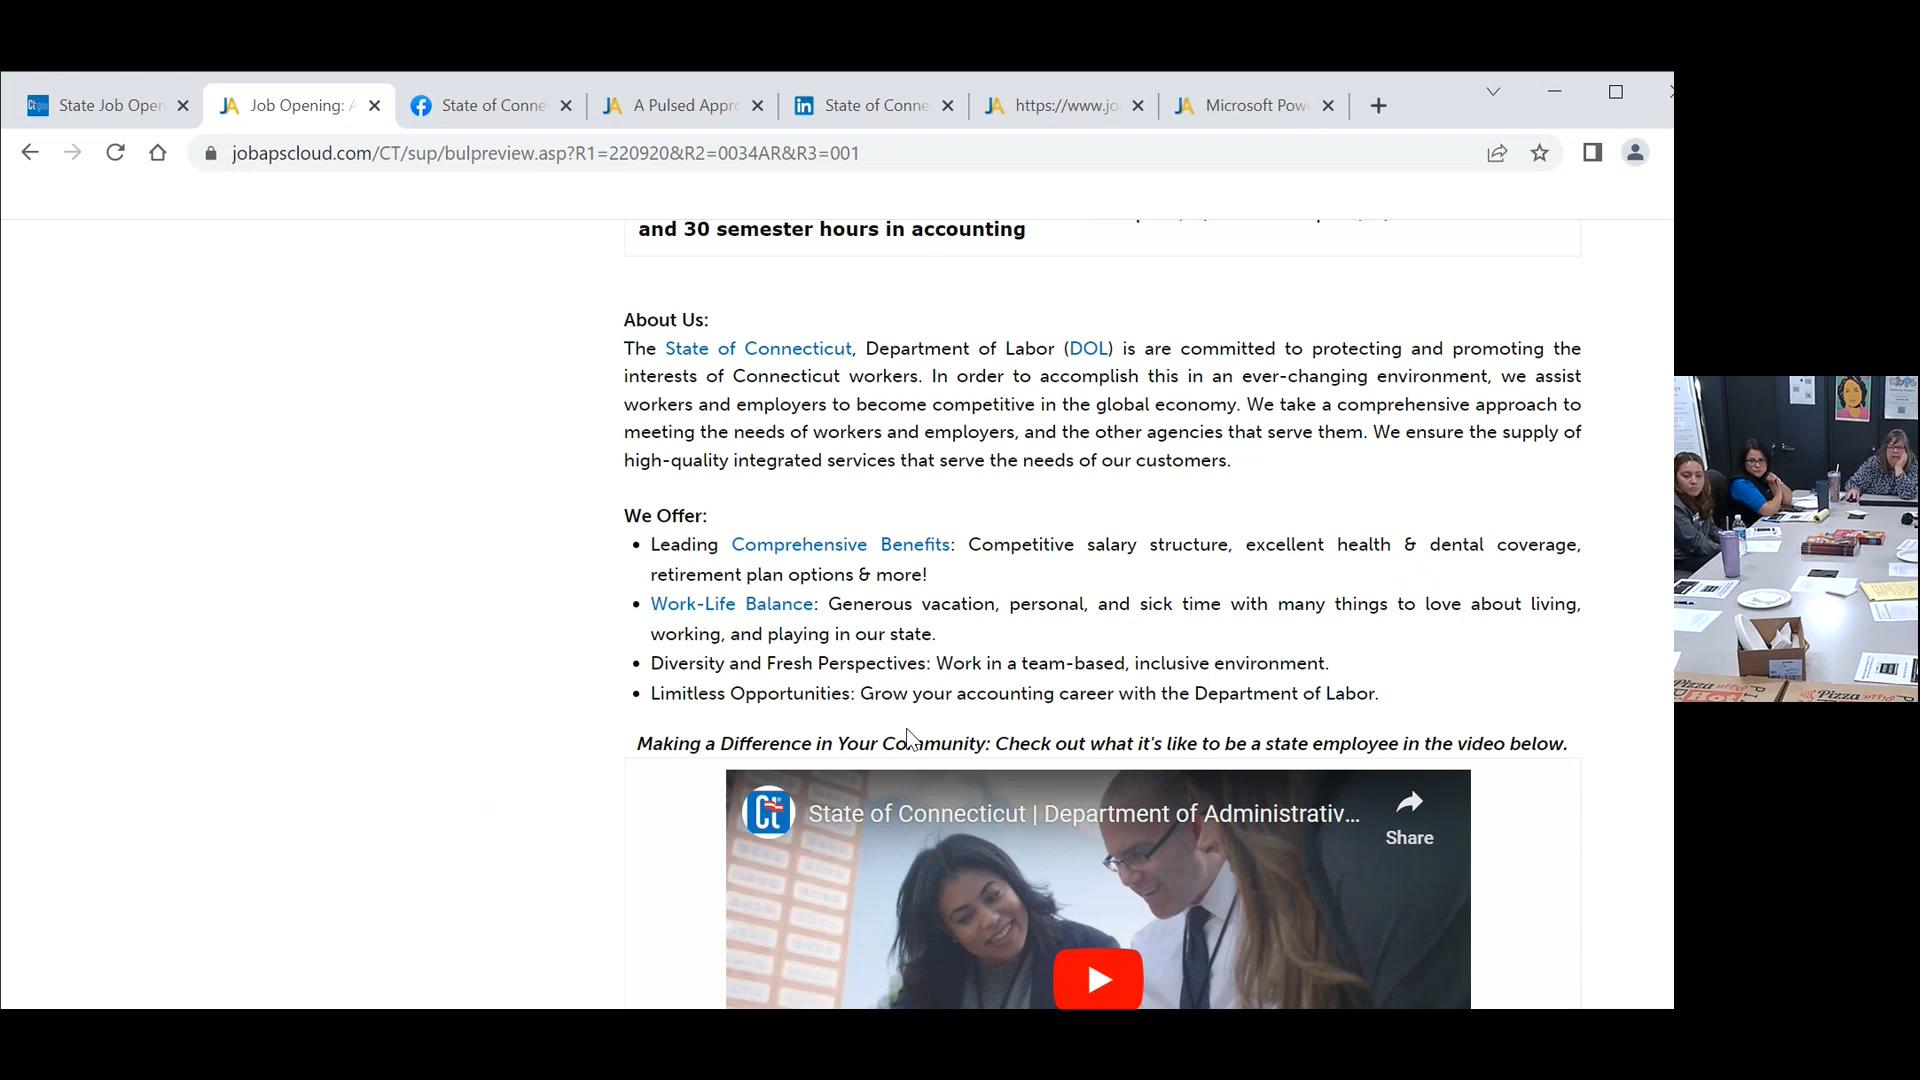 State Job Open
Job Opening: A
State of Conne
A Pulsed Appr
State of Conne
https://www.jo
Microsoft Pow
jobapscloud.com/CT/sup/bulpreview.asp?R1=220920&R2=0034AR&R3=001
and 30 semester hours in accounting
About Us:
The State of Connecticut, Department of Labor (DOL) is are committed to protecting and promoting the
interests of Connecticut workers. In order to accomplish this in an ever-changing environment, we assist
workers and employers to become competitive in the global economy. We take a comprehensive approach to
meeting the needs of workers and employers, and the other agencies that serve them. We ensure the supply of
high-quality integrated services that serve the needs of our customers.
We Offer:
• Leading Comprehensive Benefits: Competitive salary structure, excellent health & dental coverage,
retirement plan options & more!
• Work-Life Balance: Generous vacation, personal, and sick time with many things to love about living,
working, and playing in our state.
• Diversity and Fresh Perspectives: Work in a team-based, inclusive environment.
• Limitless Opportunities: Grow your accounting career with the Department of Labor.
Making a Difference in Your Community: Check out what it's like to be a state employee in the video below.
Ct
State of Connecticut | Department of Administrativ...
Share
Pizza
Hot
Pizza